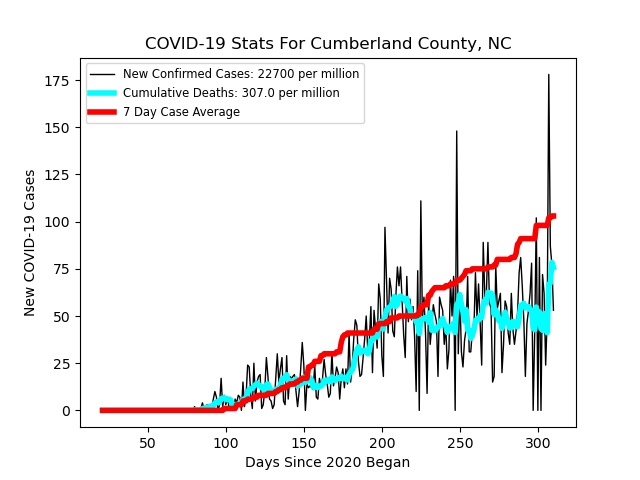 COVID-19 Stats For Cumberland County, NC
New Confirmed Cases: 22700 per million
Cumulative Deaths: 307.0 per million
7 Day Case Average
New COVID-19 Cases
175
150
125
100
75
50
25
0
50 100 150 200 250 300
Days Since 2020 Began